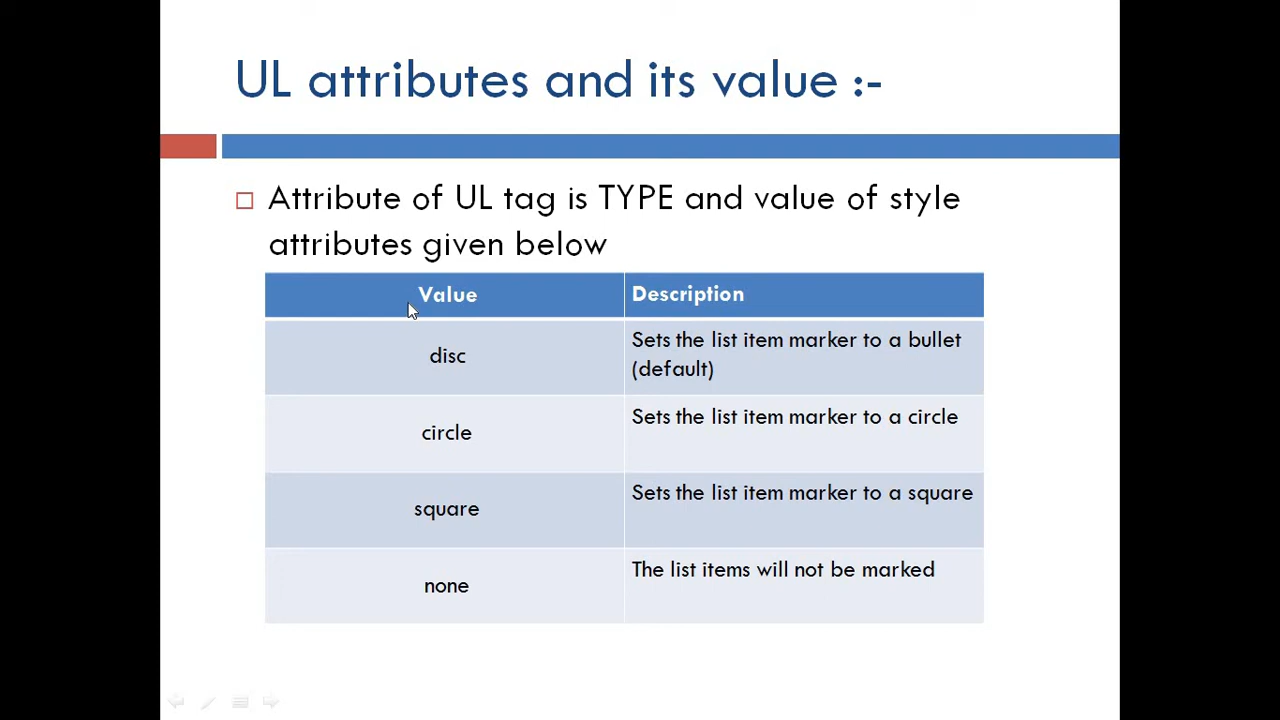 UL attributes and its value :-
Attribute of UL tag is TYPE and value of style
attributes given below
Value
Description
disc
Sets the list item marker to a bullet
(default)
circle
Sets the list item marker to a circle
square
Sets the list item marker to a square
none
The list items will not be marked